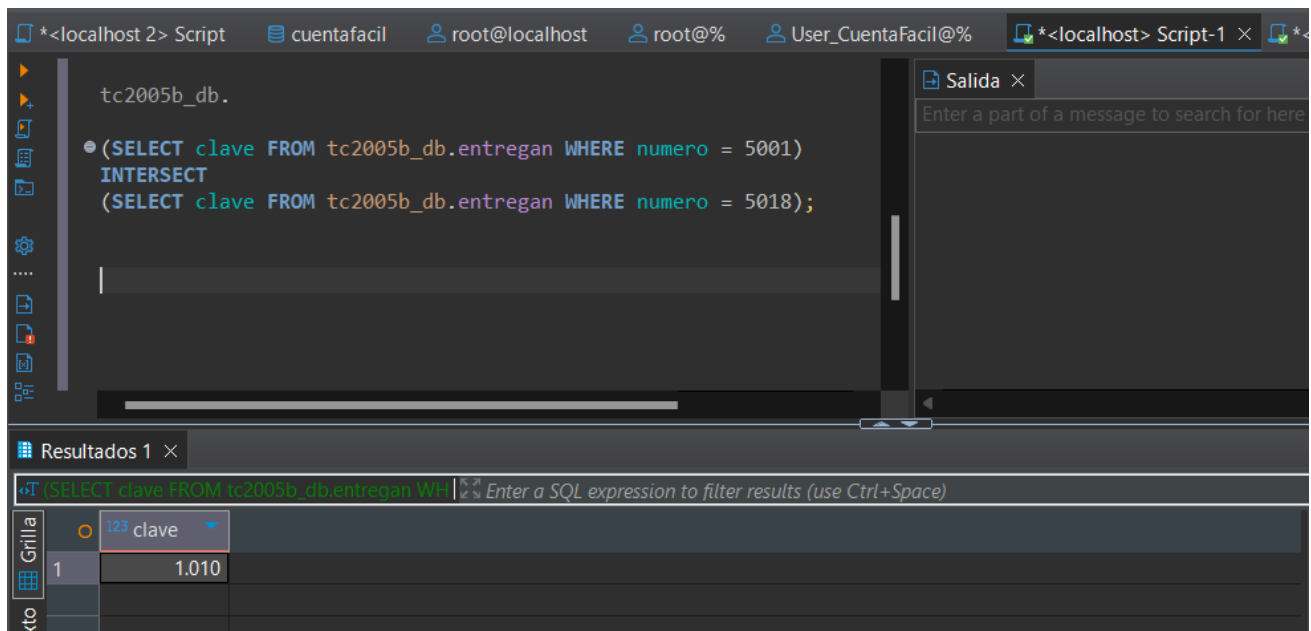 *<localhost 2> Script
cuentafacil
root@localhost
root@%
User_CuentaFacil@%
*<localhost> Script-1
tc2005b_db.
(SELECT clave FROM tc2005b_db.entregan WHERE numero = 5001)
INTERSECT
(SELECT clave FROM tc2005b_db.entregan WHERE numero = 5018);
Salida
Enter a part of a message to search for here
Resultados 1
(SELECT clave FROM tc2005b_db.entregan WH
Enter a SQL expression to filter results (use Ctrl+Space)
Grilla
123 clave
1 1.010